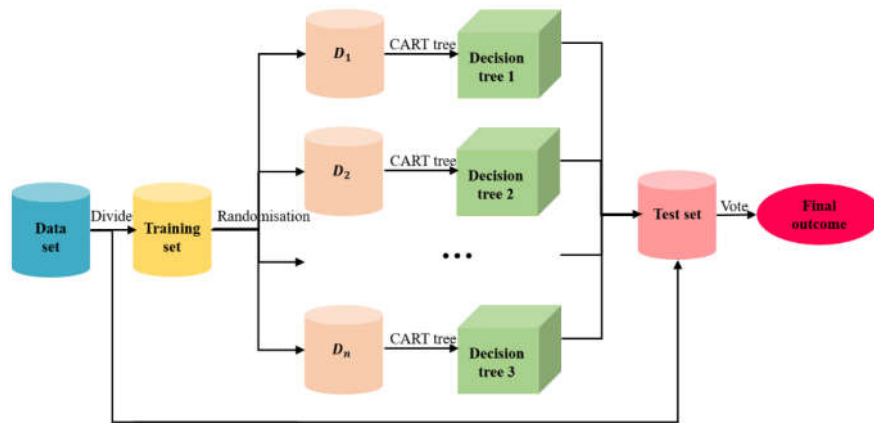 D₁
CART tree
Decision
tree 1
D₂
CART tree
Decision
tree 2
Data
set
Divide
Training
set
Randomisation
...
Test set
Vote
Final
outcome
Dₙ
CART tree
Decision
tree 3